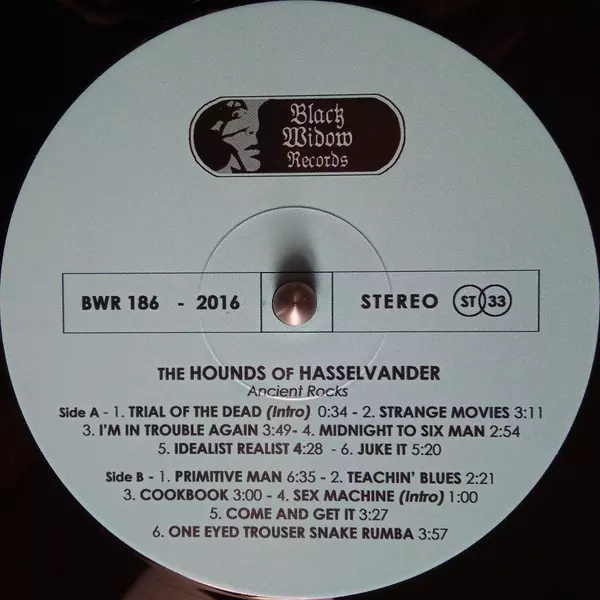 Black
Widow
Records
BWR 186 - 2016
STEREO ST 33
THE HOUNDS OF HASSELVANDER
Ancient Rocks
Side A - 1. TRIAL OF THE DEAD (Intro) 0:34 - 2. STRANGE MOVIES 3:11
3. I'M IN TROUBLE AGAIN 3:49- 4. MIDNIGHT TO SIX MAN 2:54
5. IDEALIST REALIST 4:28 - 6. JUKE IT 5:20
Side B - 1. PRIMITIVE MAN 6:35 - 2. TEACHIN' BLUES 2:21
3. COOKBOOK 3:00 - 4. SEX MACHINE (Intro) 1:00
5. COME AND GET IT 3:27
6. ONE EYED TROUSER SNAKE RUMBA 3:57